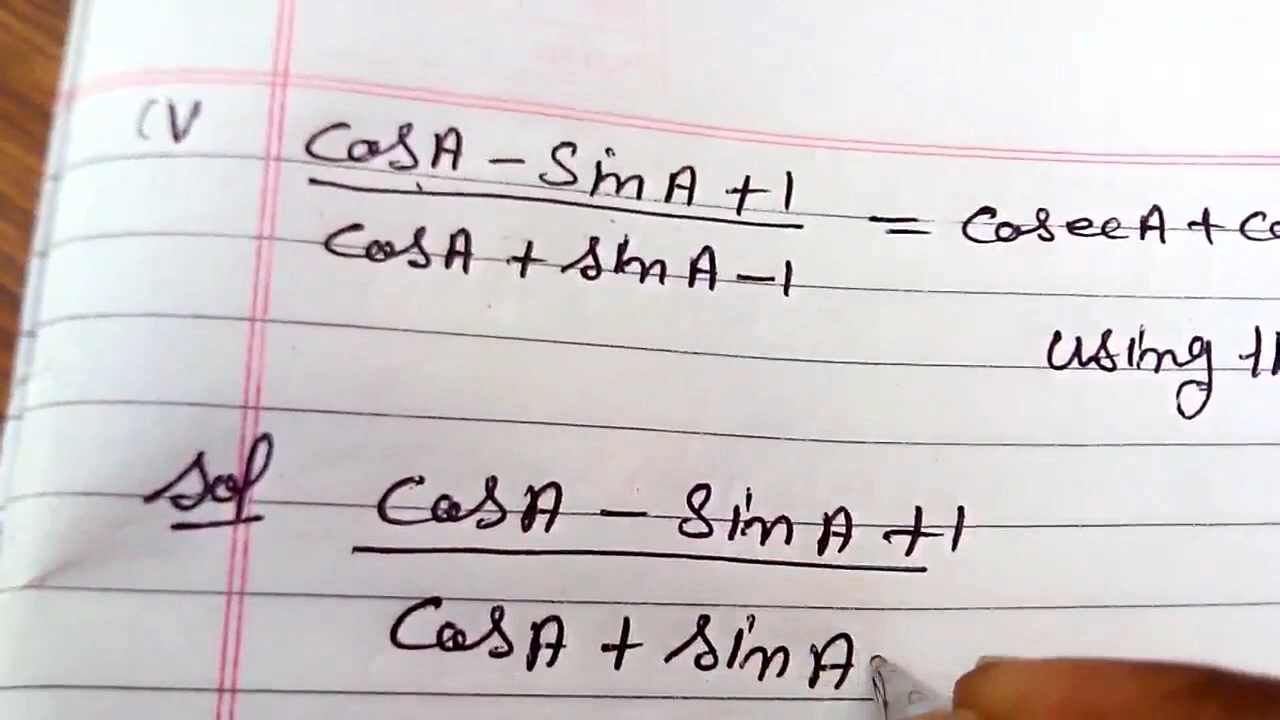 (V cosA - sinA + 1 / cosA + sinA - 1 = cosecA + co
using
Sol cosA - sinA + 1
cosA + sinA